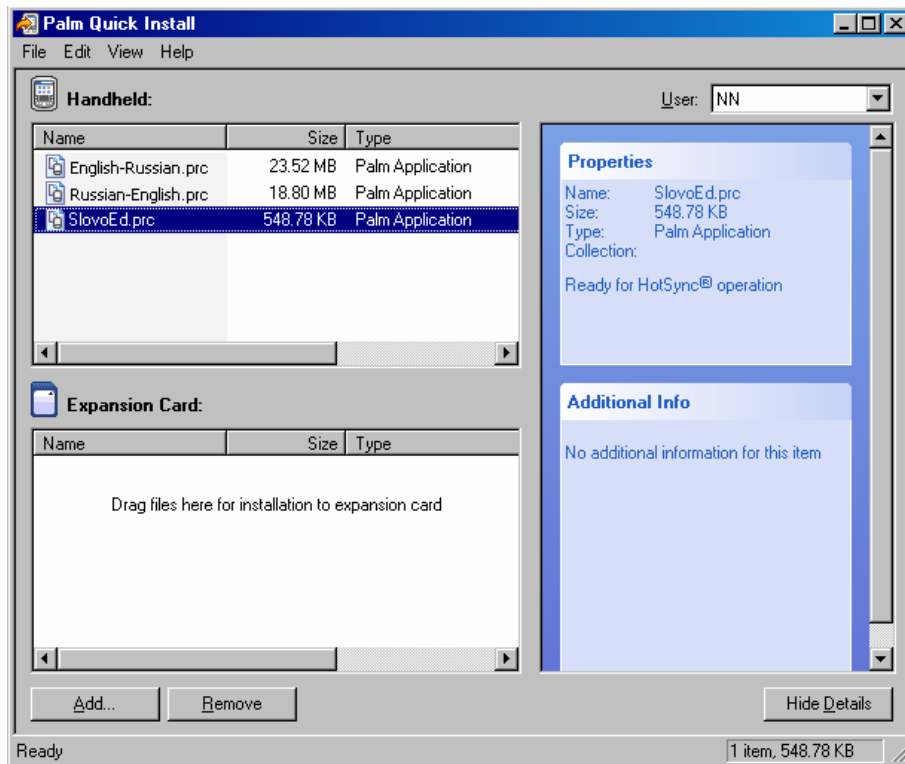 Palm Quick Install
File Edit View Help
Handheld:
User: NN
Name Size Type
English-Russian.prc 23.52 MB Palm Application
Russian-English.prc 18.80 MB Palm Application
SlovoEd.prc 548.78 KB Palm Application
Properties
Name: SlovoEd.prc
Size: 548.78 KB
Type: Palm Application
Collection:
Ready for HotSync® operation
Expansion Card:
Name Size Type
Drag files here for installation to expansion card
Additional Info
No additional information for this item
Add... Remove
Hide Details
Ready
1 item, 548.78 KB